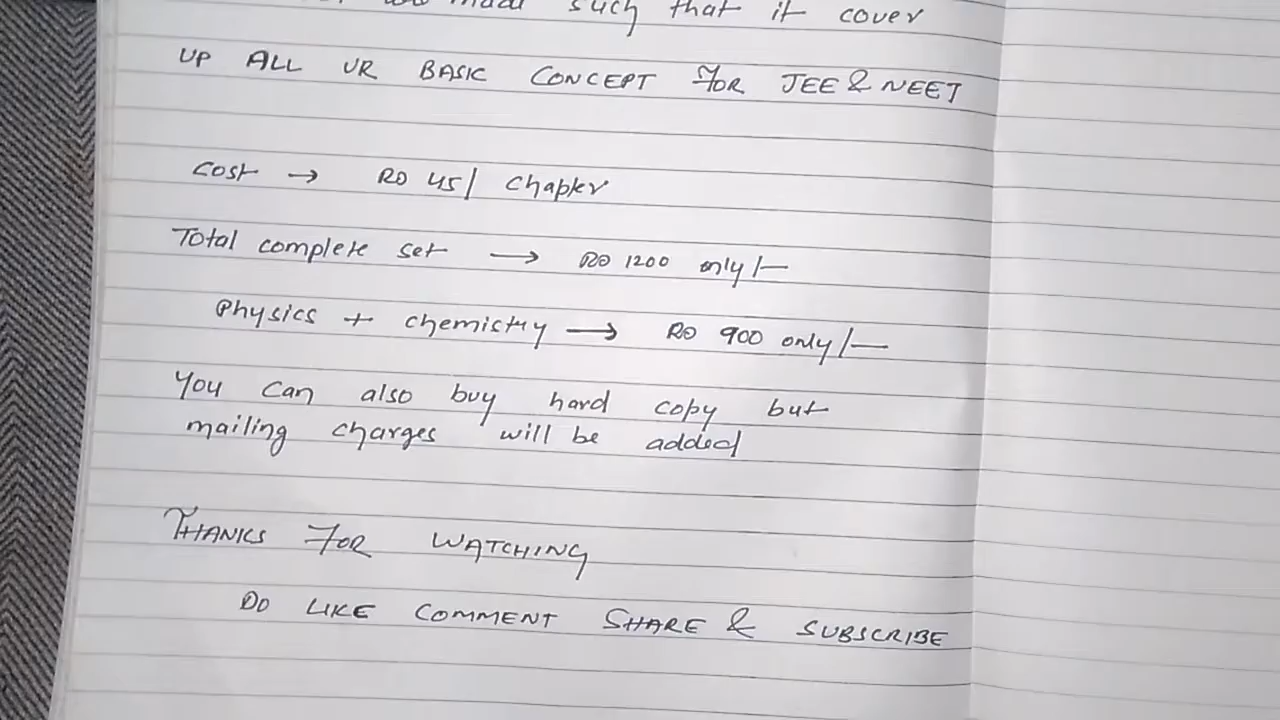 made such that it cover
UP ALL UR BASIC CONCEPT FOR JEE & NEET
Cost → RS 45/ Chapter
Total complete set → RS 1200 only/-
Physics + chemistry → RS 900 only/-
You can also buy hard copy but
mailing charges will be added
THANKS FOR WATCHING
DO LIKE COMMENT SHARE & SUBSCRIBE